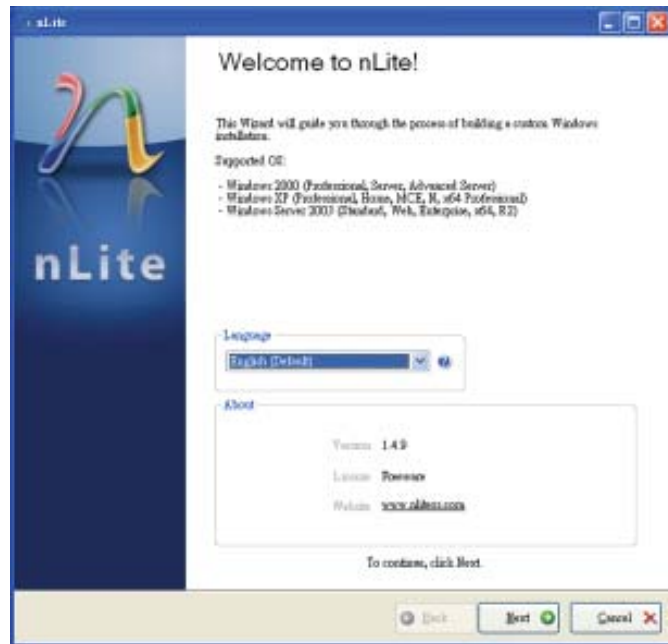 nLite
Welcome to nLite!
This Wizard will guide you through the process of building a custom Windows
installation.
Supported OS:
- Windows 2000 (Professional, Server, Advanced Server)
- Windows XP (Professional, Home, MCE, N, x64 Professional)
- Windows Server 2003 (Standard, Web, Enterprise, x64, R2)
nLite
Language
English (Default)
About
Version 1.4.9
License Freeware
Website www.nliteos.com
To continue, click Next.
Back Next Cancel